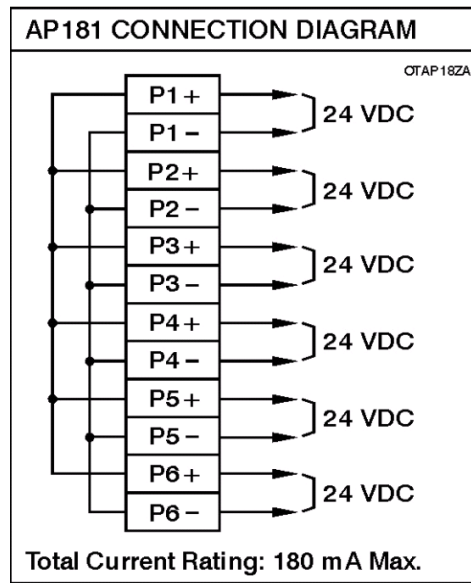 AP181 CONNECTION DIAGRAM
OTAP18ZA
P1+
24 VDC
P1-
P2+
24 VDC
P2-
P3+
24 VDC
P3-
P4+
24 VDC
P4-
P5+
24 VDC
P5-
P6+
24 VDC
P6-
Total Current Rating: 180 mA Max.